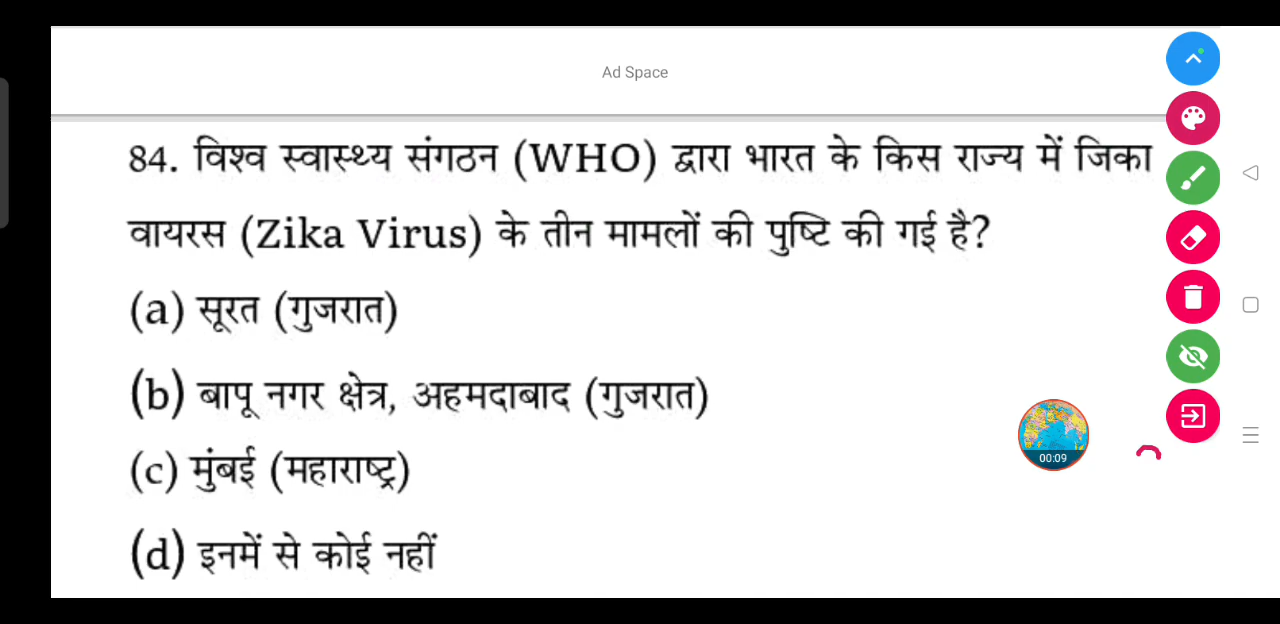 Ad Space
84. विश्व स्वास्थ्य संगठन (WHO) द्वारा भारत के किस राज्य में जिका
वायरस (Zika Virus) के तीन मामलों की पुष्टि की गई है?
(a) सूरत (गुजरात)
(b) बापू नगर क्षेत्र, अहमदाबाद (गुजरात)
(c) मुंबई (महाराष्ट्र)
(d) इनमें से कोई नहीं
00:09